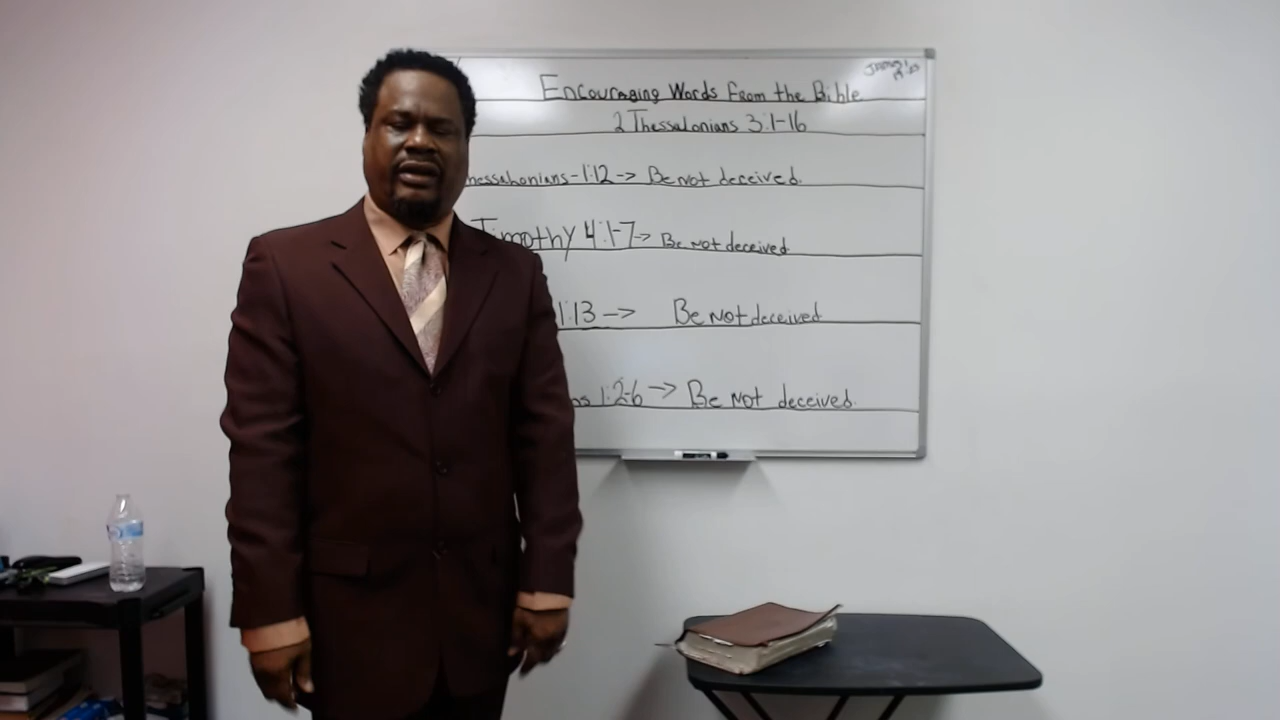 Encouraging Words From the Bible
2 Thessalonians 3:1-16
hessalonians-1:12-> Be not deceived.
Timothy 4:1-7-> Be not deceived
1:13-> Be Not deceived
1:2-6-> Be Not deceived.